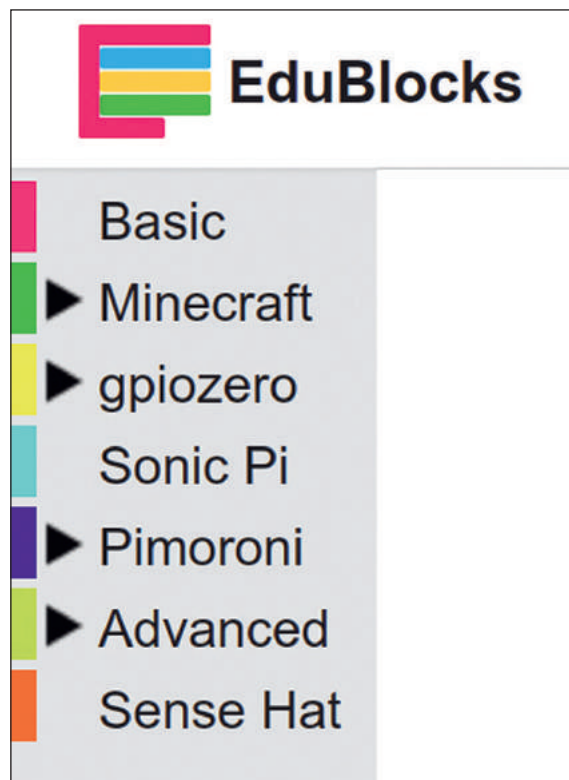 EduBlocks
Basic
Minecraft
gpiozero
Sonic Pi
Pimoroni
Advanced
Sense Hat